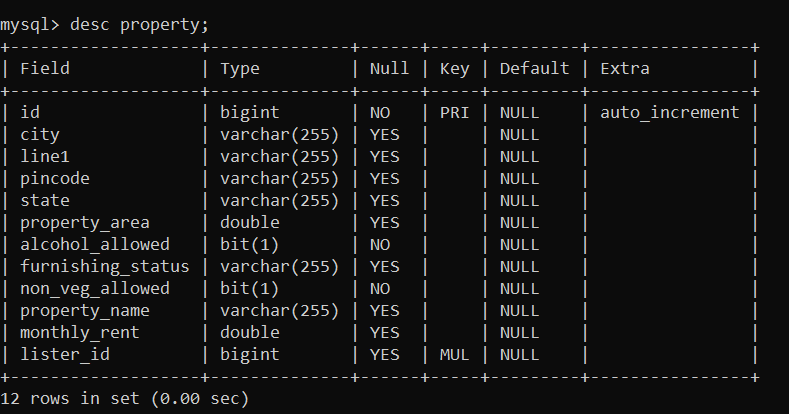 mysql> desc property;
+-------------------+--------------+------+-----+---------+----------------+
| Field             | Type         | Null | Key | Default | Extra          |
+-------------------+--------------+------+-----+---------+----------------+
| id                | bigint       | NO   | PRI | NULL    | auto_increment |
| city              | varchar(255) | YES  |     | NULL    |                |
| line1             | varchar(255) | YES  |     | NULL    |                |
| pincode           | varchar(255) | YES  |     | NULL    |                |
| state             | varchar(255) | YES  |     | NULL    |                |
| property_area     | double       | YES  |     | NULL    |                |
| alcohol_allowed   | bit(1)       | NO   |     | NULL    |                |
| furnishing_status | varchar(255) | YES  |     | NULL    |                |
| non_veg_allowed   | bit(1)       | NO   |     | NULL    |                |
| property_name     | varchar(255) | YES  |     | NULL    |                |
| monthly_rent      | double       | YES  |     | NULL    |                |
| lister_id         | bigint       | YES  | MUL | NULL    |                |
+-------------------+--------------+------+-----+---------+----------------+
12 rows in set (0.00 sec)